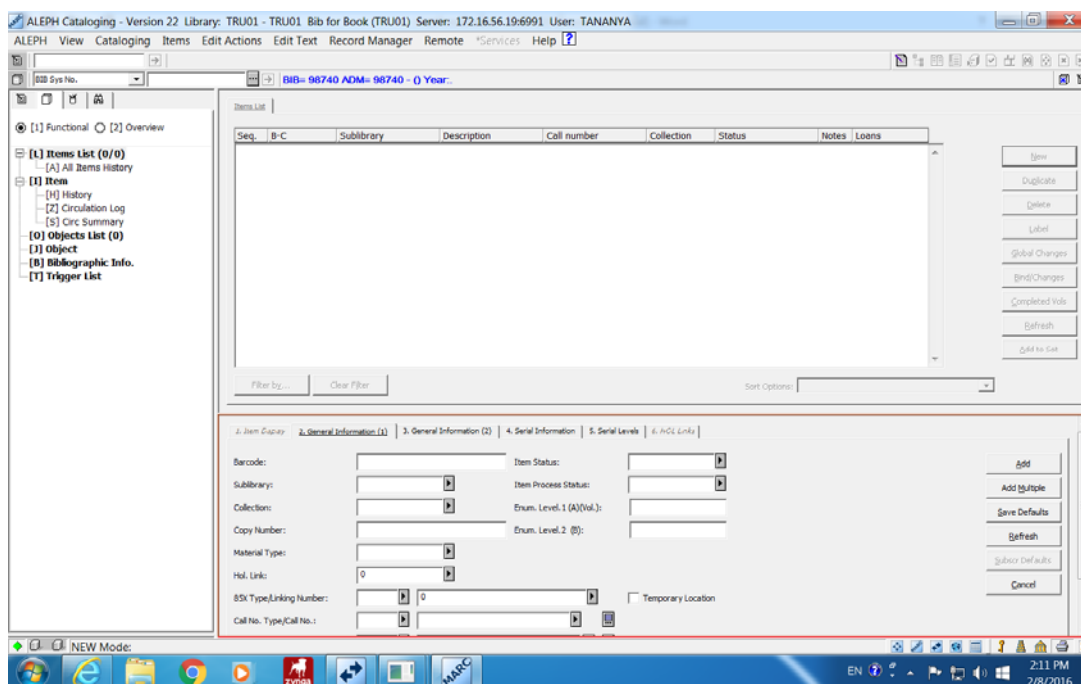 ALEPH Cataloging - Version 22 Library: TRU01 - TRU01 Bib for Book (TRU01) Server: 172.16.56.19:6991 User: TANANYA
ALEPH View Cataloging Items Edit Actions Edit Text Record Manager Remote *Services Help ?
BIB Sys No. BIB= 98740 ADM= 98740 - () Year:.
[1] Functional [2] Overview
[L] Items List (0/0)
[A] All Items History
[I] Item
[H] History
[Z] Circulation Log
[S] Circ Summary
[O] Objects List (0)
[J] Object
[B] Bibliographic Info.
[T] Trigger List
Items List
Seq. B-C Sublibrary Description Call number Collection Status Notes Loans
New
Duplicate
Delete
Label
Global Changes
Bind/Changes
Completed Vols
Refresh
Add to Set
Filter by... Clear Filter Sort Options:
1. Item Display 2. General Information (1) 3. General Information (2) 4. Serial Information 5. Serial Levels 6. HOL Links
Barcode: Item Status:
Sublibrary: Item Process Status:
Collection: Enum. Level.1 (A)(Vol.):
Copy Number: Enum. Level.2 (B):
Material Type:
Hol. Link: 0
85X Type/Linking Number: 0 Temporary Location
Call No. Type/Call No.:
Add
Add Multiple
Save Defaults
Refresh
Subscr Defaults
Cancel
NEW Mode:
zynga MARC EN 2:11 PM
2/8/2016